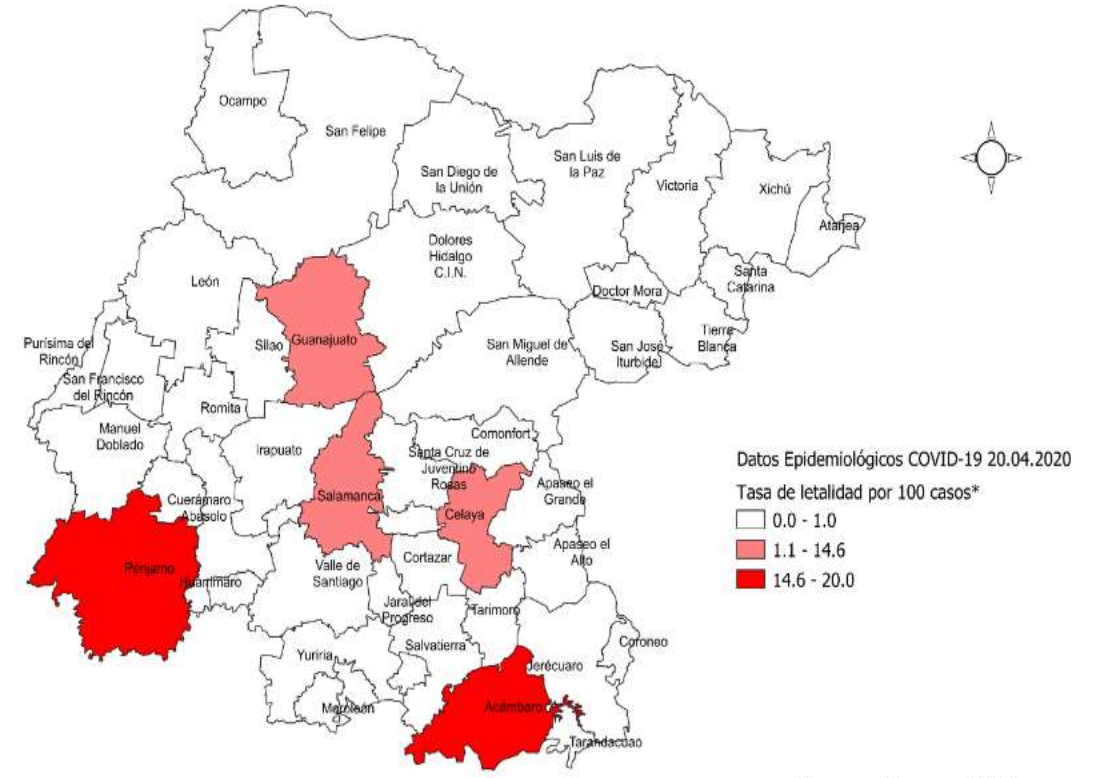 Ocampo
San Felipe
San Luis de
la Paz
San Diego de
la Unión
Victoria
Xichú
Atarjea
Dolores
Hidalgo
C.I.N.
León
Santa
Catarina
Doctor Mora
Tierra
Blanca
Purísima del
Rincón
Silao
Guanajuato
San Miguel de
Allende
San José
Iturbide
San Francisco
del Rincón
Romita
Manuel
Doblado
Irapuato
Comonfort
Santa Cruz de
Juventino
Rosas
Datos Epidemiológicos COVID-19 20.04.2020
Tasa de letalidad por 100 casos*
0.0 - 1.0
1.1 - 14.6
14.6 - 20.0
Cuerámaro
Abasolo
Salamanca
Apaseo el
Grande
Celaya
Apaseo el
Alto
Cortazar
Pénjamo
Huanímaro
Valle de
Santiago
Jaral del
Progreso
Tarimoro
Salvatierra
Coroneo
Yuriria
Jerécuaro
Moroleón
Acámbaro
Tarandacuao